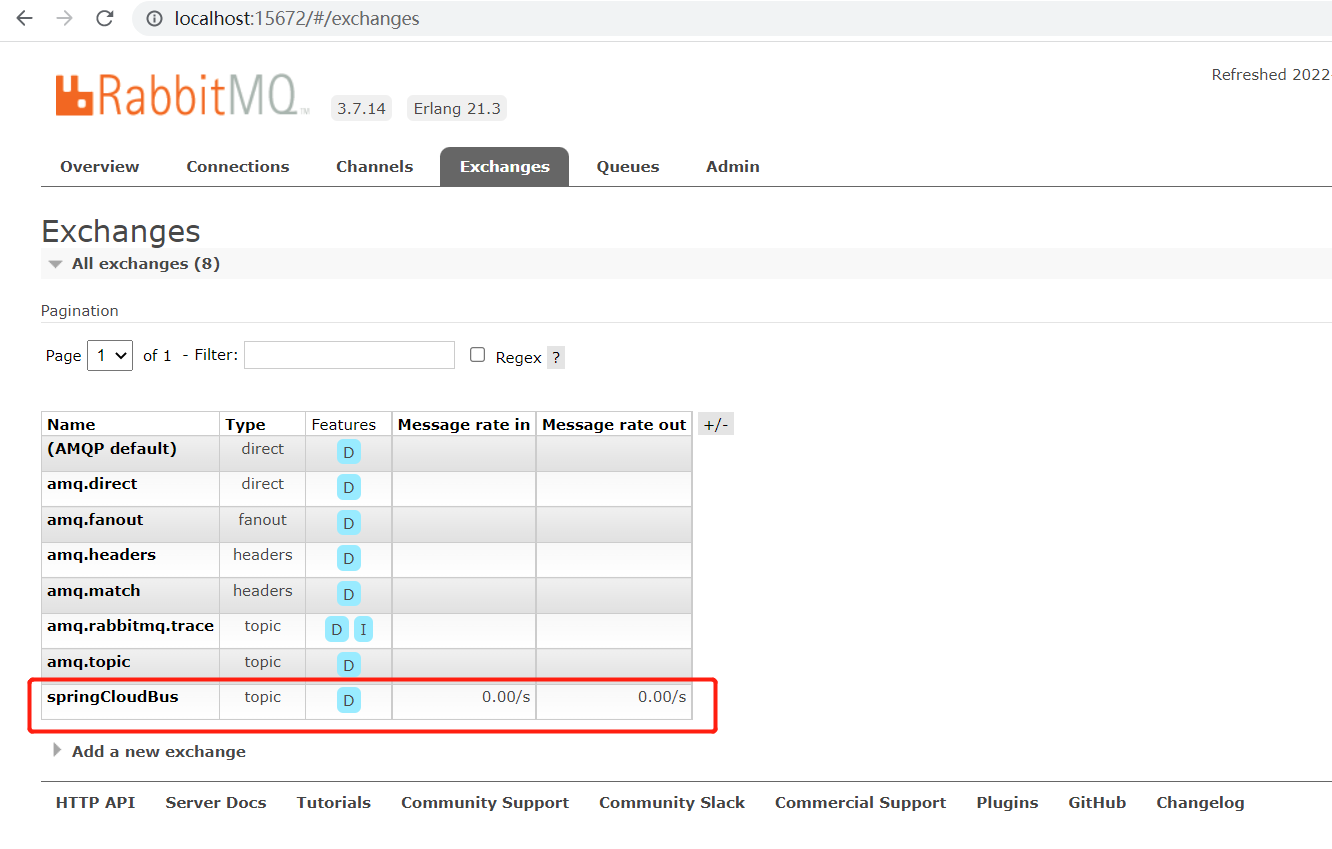 localhost:15672/#/exchanges
Refreshed 2022-
RabbitMQ TM 3.7.14 Erlang 21.3
Overview Connections Channels Exchanges Queues Admin
Exchanges
All exchanges (8)
Pagination
Page 1 of 1 - Filter: Regex ?
Name Type Features Message rate in Message rate out +/-
(AMQP default) direct D
amq.direct direct D
amq.fanout fanout D
amq.headers headers D
amq.match headers D
amq.rabbitmq.trace topic D I
amq.topic topic D
springCloudBus topic D 0.00/s 0.00/s
Add a new exchange
HTTP API Server Docs Tutorials Community Support Community Slack Commercial Support Plugins GitHub Changelog